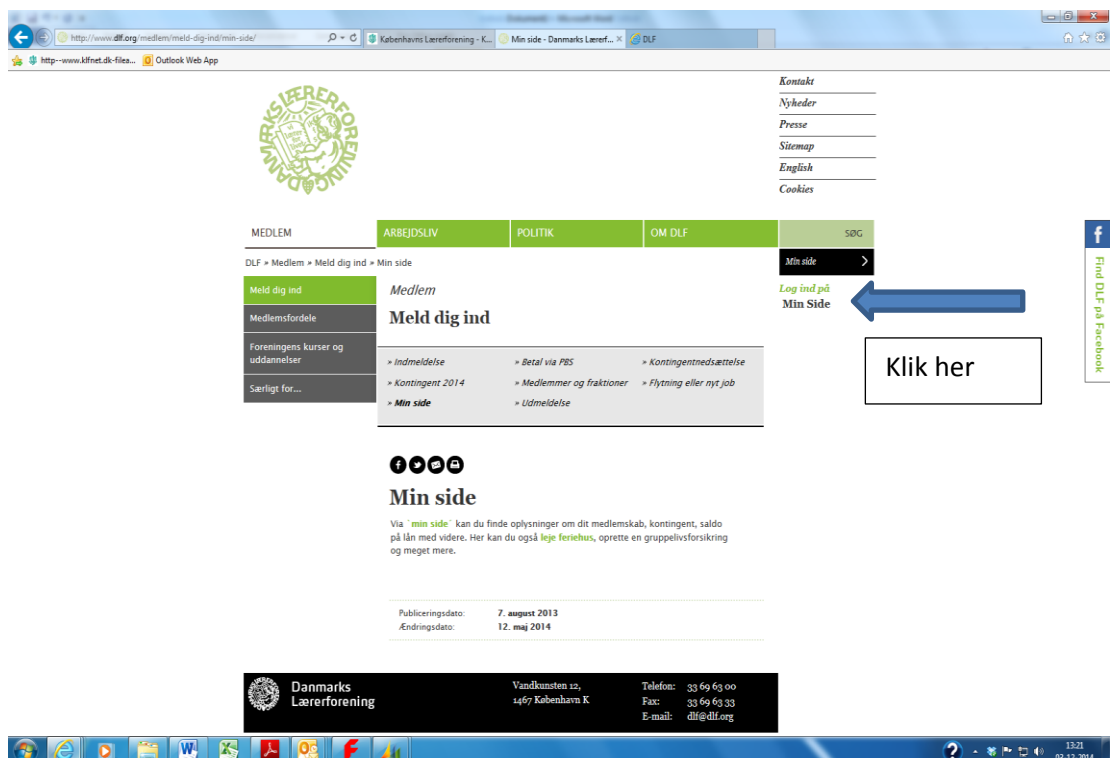 http://www.dlf.org/medlem/meld-dig-ind/min-side/
Københavns Lærerforening - K...
Min side - Danmarks Lærerf...
DLF
http--www.klfnet.dk-filea...
Outlook Web App
DANMARKS LÆRERFORENING
Kontakt
Nyheder
Presse
Sitemap
English
Cookies
MEDLEM
ARBEJDSLIV
POLITIK
OM DLF
SØG
DLF » Medlem » Meld dig ind » Min side
Min side
Meld dig ind
Medlemsfordele
Foreningens kurser og
uddannelser
Særligt for...
Medlem
Meld dig ind
Log ind på
Min Side
Klik her
Find DLF på Facebook
» Indmeldelse
» Betal via PBS
» Kontingentnedsættelse
» Kontingent 2014
» Medlemmer og fraktioner
» Flytning eller nyt job
» Min side
» Udmeldelse
Min side
Via ´min side´ kan du finde oplysninger om dit medlemskab, kontingent, saldo
på lån med videre. Her kan du også leje feriehus, oprette en gruppelivsforsikring
og meget mere.
Publiceringsdato: 7. august 2013
Ændringsdato: 12. maj 2014
Danmarks
Lærerforening
Vandkunsten 12,
1467 København K
Telefon: 33 69 63 00
Fax: 33 69 63 33
E-mail: dlf@dlf.org
13:21
03-12-2014